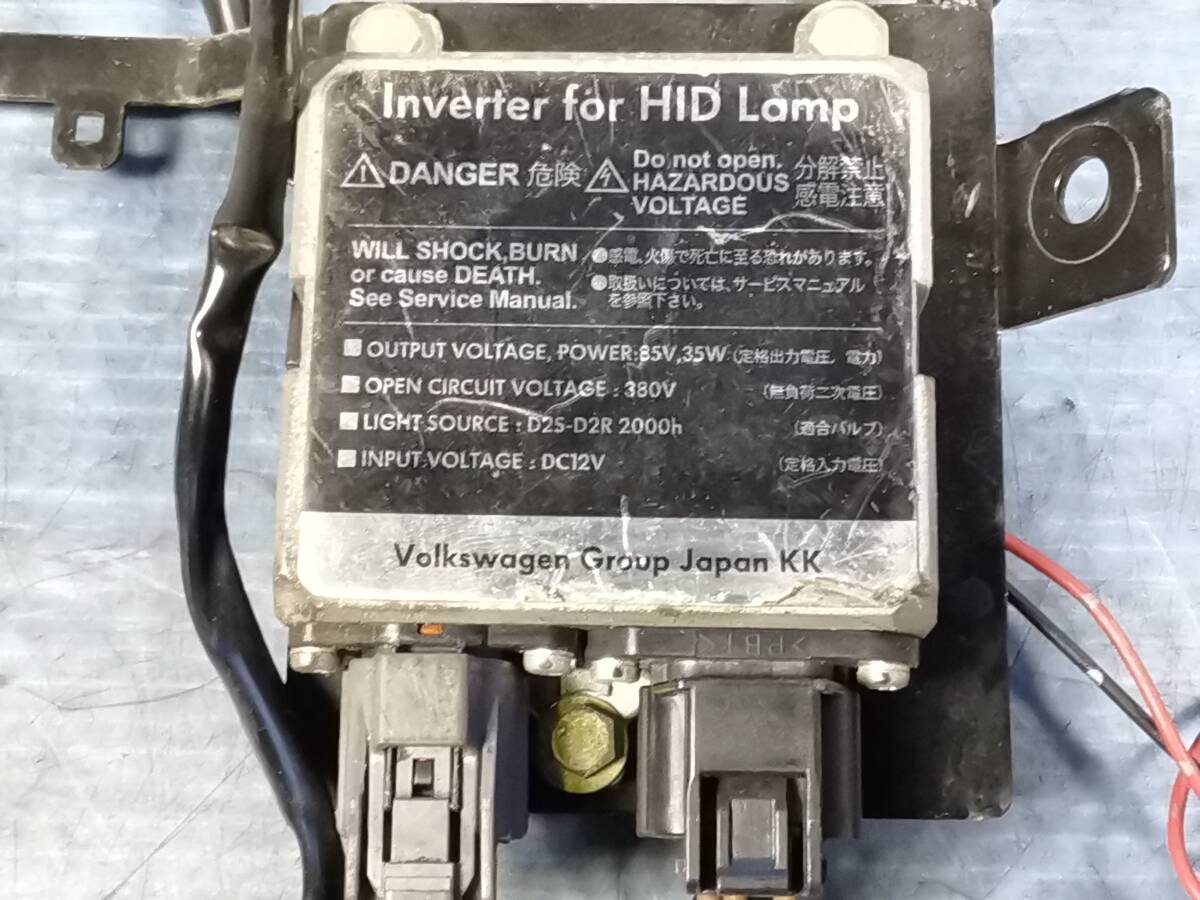 Inverter for HID Lamp
DANGER 危険
Do not open.
HAZARDOUS
VOLTAGE
分解禁止
感電注意
WILL SHOCK,BURN
or cause DEATH.
See Service Manual.
●感電、火傷で死亡に至る恐れがあります。
●取扱いについては、サービスマニュアル
を参照下さい。
OUTPUT VOLTAGE, POWER:85V,35W (定格出力電圧、電力)
OPEN CIRCUIT VOLTAGE : 380V (無負荷二次電圧)
LIGHT SOURCE : D2S-D2R 2000h (適合バルブ)
INPUT VOLTAGE : DC12V (定格入力電圧)
Volkswagen Group Japan KK
>PBT<